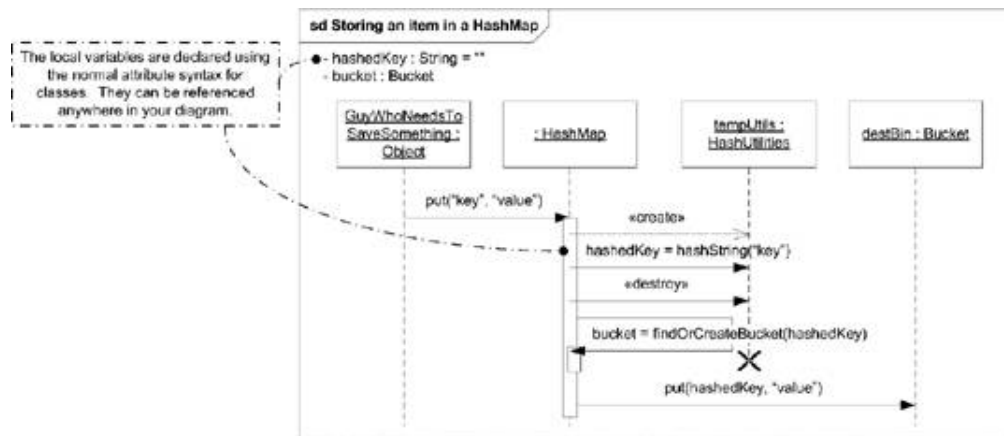 sd Storing an item in a HashMap
The local variables are declared using
the normal attribute syntax for
classes. They can be referenced
anywhere in your diagram.
- hashedKey : String = ""
- bucket : Bucket
GuyWhoNeedsTo
SaveSomething :
Object
: HashMap
tempUtils :
HashUtilities
destBin : Bucket
put("key", "value")
«create»
hashedKey = hashString("key")
«destroy»
bucket = findOrCreateBucket(hashedKey)
put(hashedKey, "value")